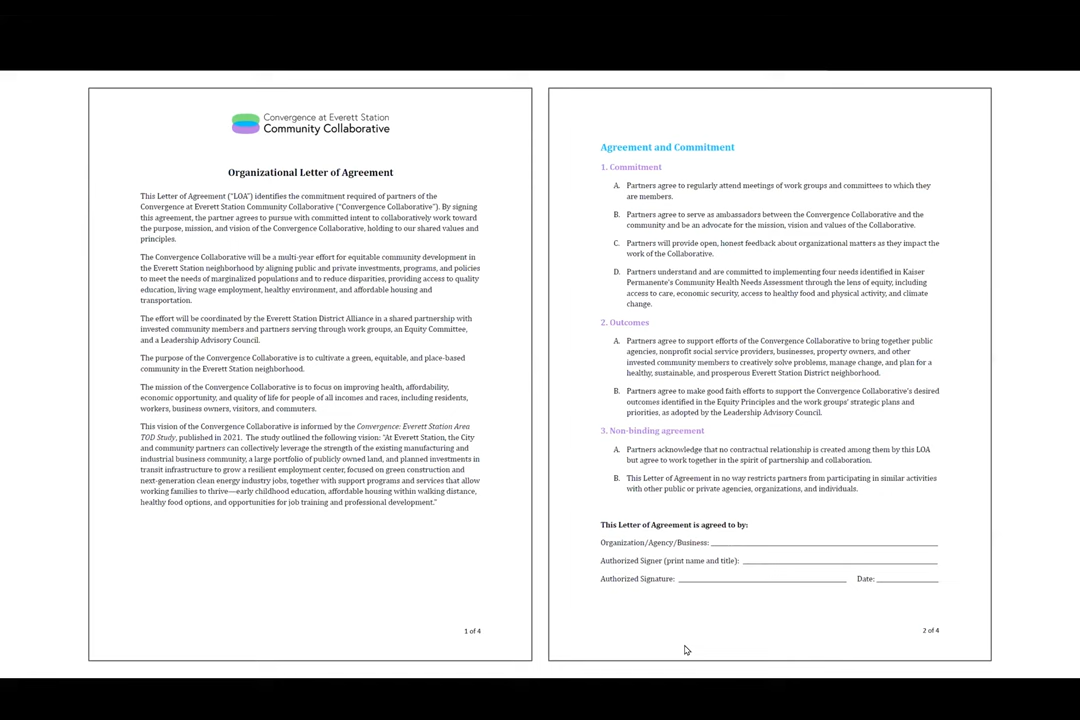 Convergence at Everett Station
Community Collaborative
Organizational Letter of Agreement
This Letter of Agreement ("LOA") identifies the commitment required of partners of the
Convergence at Everett Station Community Collaborative ("Convergence Collaborative"). By signing
this agreement, the partner agrees to pursue with committed intent to collaboratively work toward
the purpose, mission, and vision of the Convergence Collaborative, holding to our shared values and
principles.
The Convergence Collaborative will be a multi-year effort for equitable community development in
the Everett Station neighborhood by aligning public and private investments, programs, and policies
to meet the needs of marginalized populations and to reduce disparities, providing access to quality
education, living wage employment, healthy environment, and affordable housing and
transportation.
The effort will be coordinated by the Everett Station District Alliance in a shared partnership with
invested community members and partners serving through work groups, an Equity Committee,
and a Leadership Advisory Council.
The purpose of the Convergence Collaborative is to cultivate a green, equitable, and place-based
community in the Everett Station neighborhood.
The mission of the Convergence Collaborative is to focus on improving health, affordability,
economic opportunity, and quality of life for people of all incomes and races, including residents,
workers, business owners, visitors, and commuters.
This vision of the Convergence Collaborative is informed by the Convergence: Everett Station Area
TOD Study, published in 2021. The study outlined the following vision: "At Everett Station, the City
and community partners can collectively leverage the strength of the existing manufacturing and
industrial business community, a large portfolio of publicly owned land, and planned investments in
transit infrastructure to grow a resilient employment center, focused on green construction and
next-generation clean energy industry jobs, together with support programs and services that allow
working families to thrive—early childhood education, affordable housing within walking distance,
healthy food options, and opportunities for job training and professional development."
1 of 4
Agreement and Commitment
1. Commitment
A. Partners agree to regularly attend meetings of work groups and committees to which they
are members.
B. Partners agree to serve as ambassadors between the Convergence Collaborative and the
community and be an advocate for the mission, vision and values of the Collaborative.
C. Partners will provide open, honest feedback about organizational matters as they impact the
work of the Collaborative.
D. Partners understand and are committed to implementing four needs identified in Kaiser
Permanente's Community Health Needs Assessment through the lens of equity, including
access to care, economic security, access to healthy food and physical activity, and climate
change.
2. Outcomes
A. Partners agree to support efforts of the Convergence Collaborative to bring together public
agencies, nonprofit social service providers, businesses, property owners, and other
invested community members to creatively solve problems, manage change, and plan for a
healthy, sustainable, and prosperous Everett Station District neighborhood.
B. Partners agree to make good faith efforts to support the Convergence Collaborative's desired
outcomes identified in the Equity Principles and the work groups' strategic plans and
priorities, as adopted by the Leadership Advisory Council.
3. Non-binding agreement
A. Partners acknowledge that no contractual relationship is created among them by this LOA
but agree to work together in the spirit of partnership and collaboration.
B. This Letter of Agreement in no way restricts partners from participating in similar activities
with other public or private agencies, organizations, and individuals.
This Letter of Agreement is agreed to by:
Organization/Agency/Business:
Authorized Signer (print name and title):
Authorized Signature: Date:
2 of 4